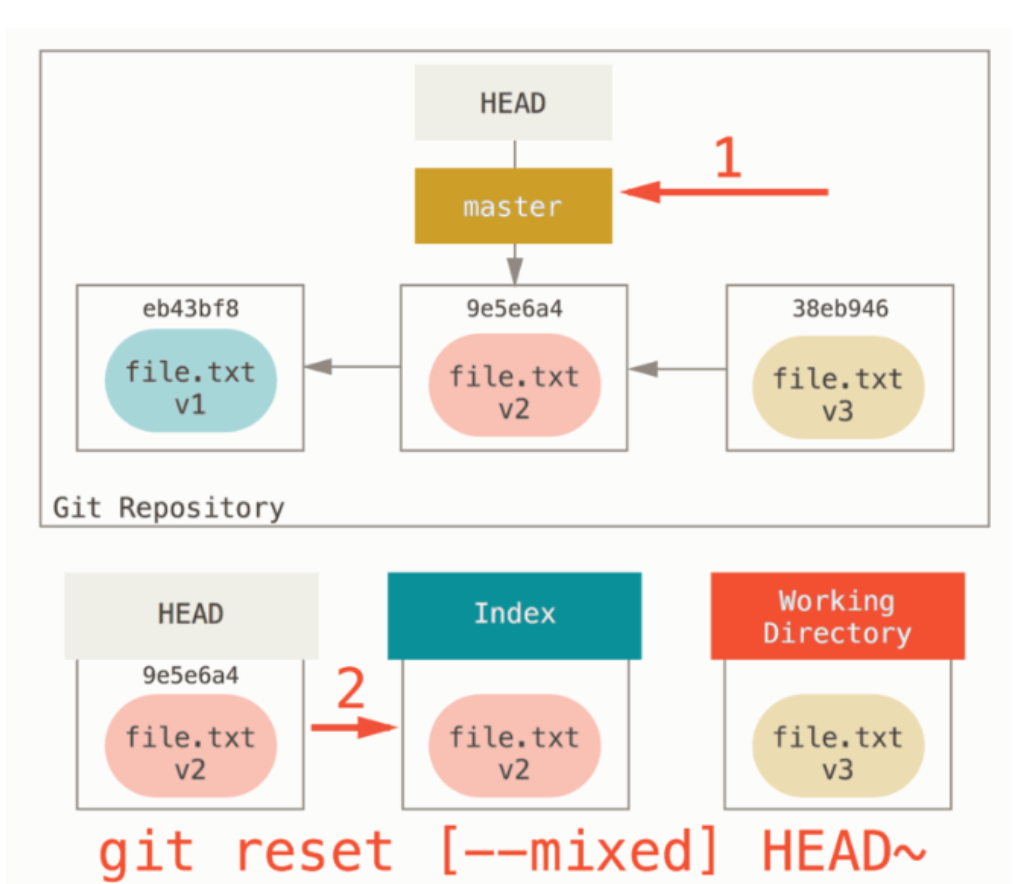 HEAD
1
master
eb43bf8
9e5e6a4
38eb946
file.txt
v1
file.txt
v2
file.txt
v3
Git Repository
HEAD
Index
Working
Directory
9e5e6a4
2
file.txt
v2
file.txt
v2
file.txt
v3
git reset [--mixed] HEAD~